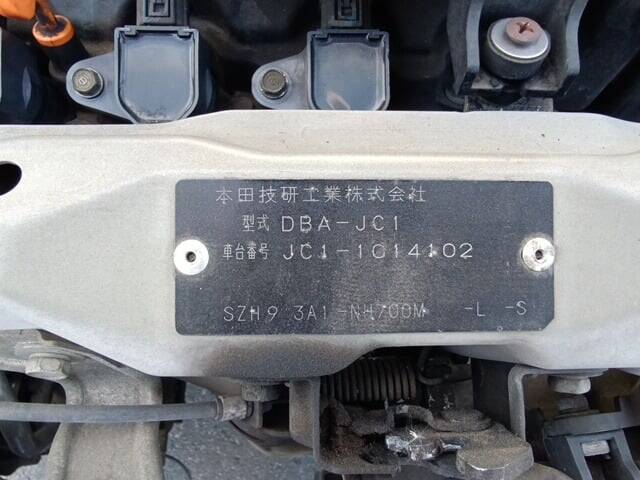 本田技研工業株式会社
型式 DBA-JC1
車台番号 JC1-1014102
SZH9 3A1-NH700M -L -S